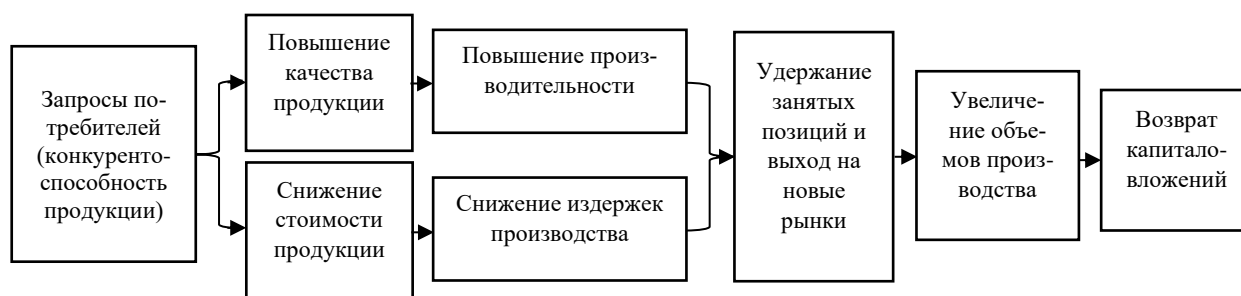 Запросы по-
требителей
(конкуренто-
способность
продукции)
Повышение
качества
продукции
Снижение
стоимости
продукции
Повышение произ-
водительности
Снижение издержек
производства
Удержание
занятых
позиций и
выход на
новые
рынки
Увеличе-
ние объе-
мов произ-
водства
Возврат
капитало-
вложений